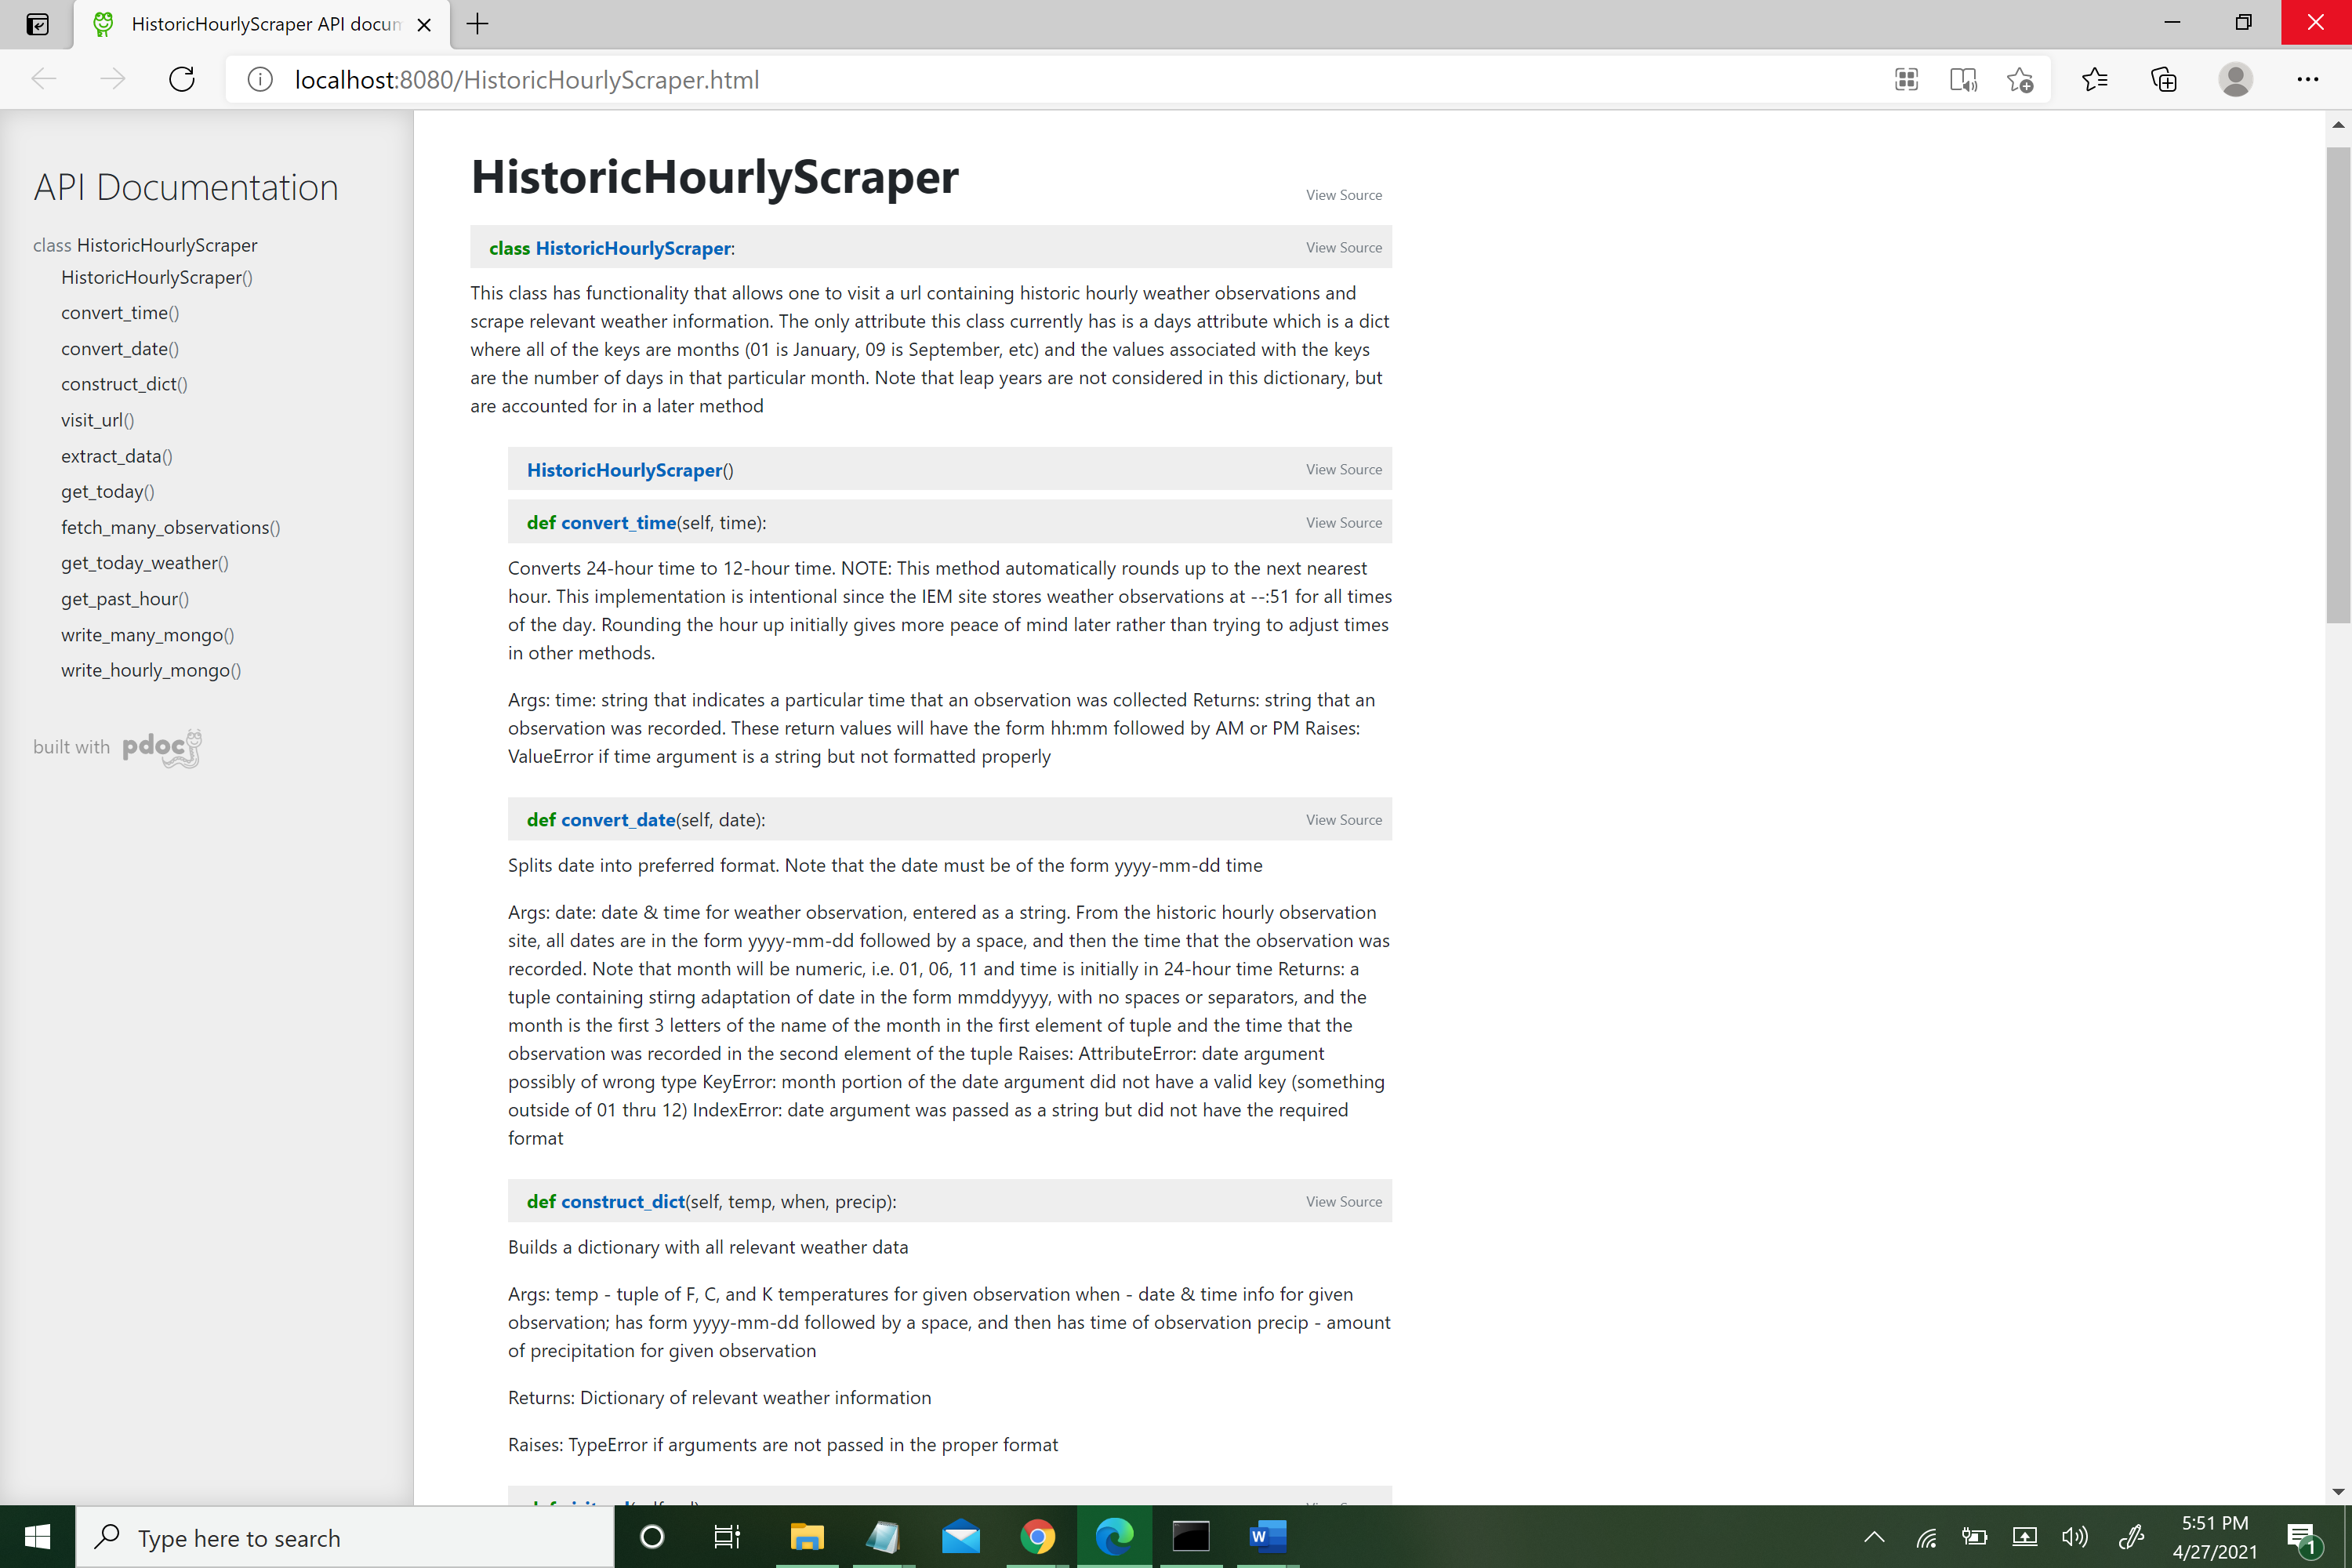 HistoricHourlyScraper API docum
localhost:8080/HistoricHourlyScraper.html
API Documentation
class HistoricHourlyScraper
HistoricHourlyScraper()
convert_time()
convert_date()
construct_dict()
visit_url()
extract_data()
get_today()
fetch_many_observations()
get_today_weather()
get_past_hour()
write_many_mongo()
write_hourly_mongo()
built with pdoc
HistoricHourlyScraper
View Source
class HistoricHourlyScraper:
View Source
This class has functionality that allows one to visit a url containing historic hourly weather observations and
scrape relevant weather information. The only attribute this class currently has is a days attribute which is a dict
where all of the keys are months (01 is January, 09 is September, etc) and the values associated with the keys
are the number of days in that particular month. Note that leap years are not considered in this dictionary, but
are accounted for in a later method
HistoricHourlyScraper()
View Source
def convert_time(self, time):
View Source
Converts 24-hour time to 12-hour time. NOTE: This method automatically rounds up to the next nearest
hour. This implementation is intentional since the IEM site stores weather observations at --:51 for all times
of the day. Rounding the hour up initially gives more peace of mind later rather than trying to adjust times
in other methods.
Args: time: string that indicates a particular time that an observation was collected Returns: string that an
observation was recorded. These return values will have the form hh:mm followed by AM or PM Raises:
ValueError if time argument is a string but not formatted properly
def convert_date(self, date):
View Source
Splits date into preferred format. Note that the date must be of the form yyyy-mm-dd time
Args: date: date & time for weather observation, entered as a string. From the historic hourly observation
site, all dates are in the form yyyy-mm-dd followed by a space, and then the time that the observation was
recorded. Note that month will be numeric, i.e. 01, 06, 11 and time is initially in 24-hour time Returns: a
tuple containing stirng adaptation of date in the form mmddyyyy, with no spaces or separators, and the
month is the first 3 letters of the name of the month in the first element of tuple and the time that the
observation was recorded in the second element of the tuple Raises: AttributeError: date argument
possibly of wrong type KeyError: month portion of the date argument did not have a valid key (something
outside of 01 thru 12) IndexError: date argument was passed as a string but did not have the required
format
def construct_dict(self, temp, when, precip):
View Source
Builds a dictionary with all relevant weather data
Args: temp - tuple of F, C, and K temperatures for given observation when - date & time info for given
observation; has form yyyy-mm-dd followed by a space, and then has time of observation precip - amount
of precipitation for given observation
Returns: Dictionary of relevant weather information
Raises: TypeError if arguments are not passed in the proper format
Type here to search
W
5:51 PM
4/27/2021
1